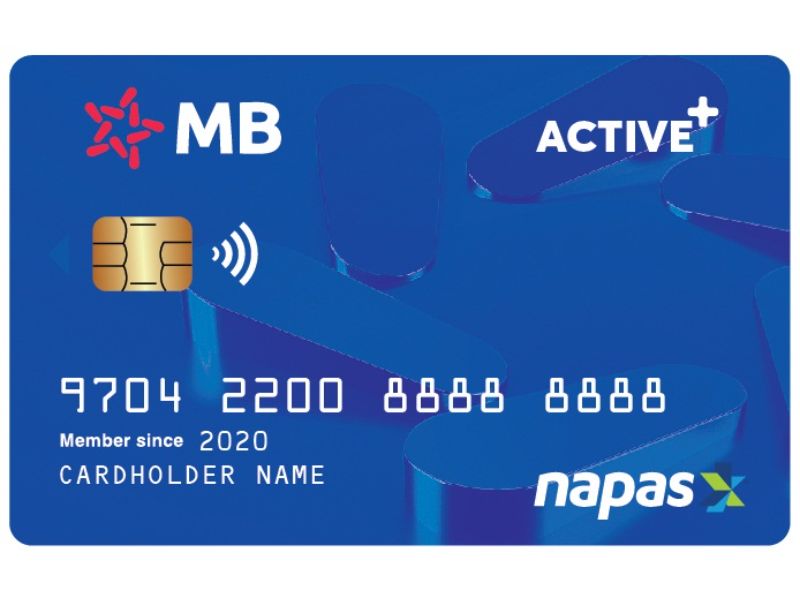 MB
ACTIVE+
9704 2200 8888 8888
Member since 2020
CARDHOLDER NAME
napas